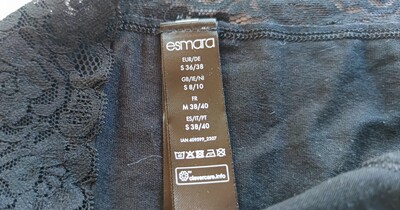 esmara
EUR/DE
S 36/38
GB/IE/NI
S 8/10
FR
M 38/40
ES/IT/PT
S 38/40
clevercare.info